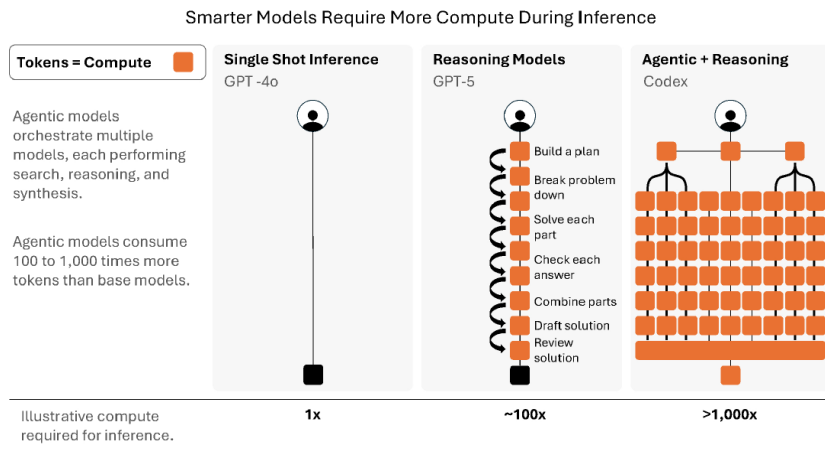 Smarter Models Require More Compute During Inference
Tokens = Compute
Agentic models
orchestrate multiple
models, each performing
search, reasoning, and
synthesis.
Agentic models consume
100 to 1,000 times more
tokens than base models.
Single Shot Inference
GPT -4o
Reasoning Models
GPT-5
Build a plan
Break problem
down
Solve each
part
Check each
answer
Combine parts
Draft solution
Review
solution
Agentic + Reasoning
Codex
Illustrative compute
required for inference.
1x
~100x
>1,000x